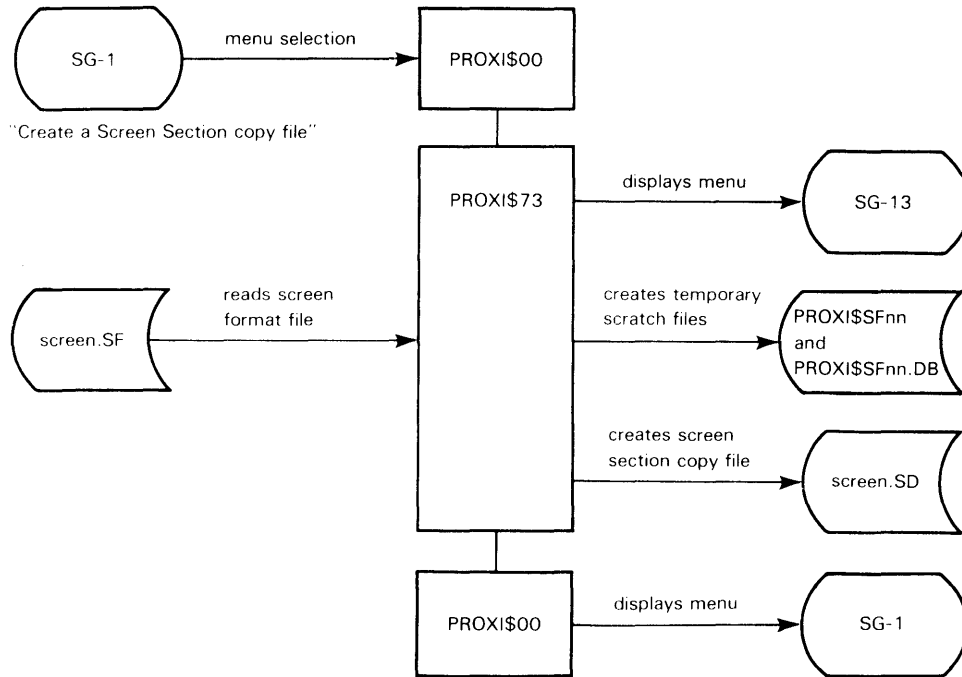 SG-1
menu selection
PROXI$00
"Create a Screen Section copy file"
PROXI$73
displays menu
SG-13
reads screen
format file
screen.SF
creates temporary
scratch files
PROXI$SFnn
and
PROXI$SFnn.DB
creates screen
section copy file
screen.SD
PROXI$00
displays menu
SG-1